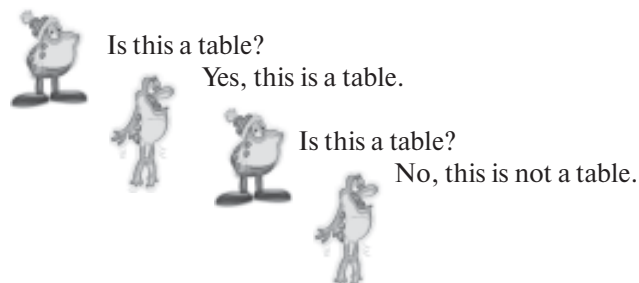 Is this a table?
Yes, this is a table.
Is this a table?
No, this is not a table.